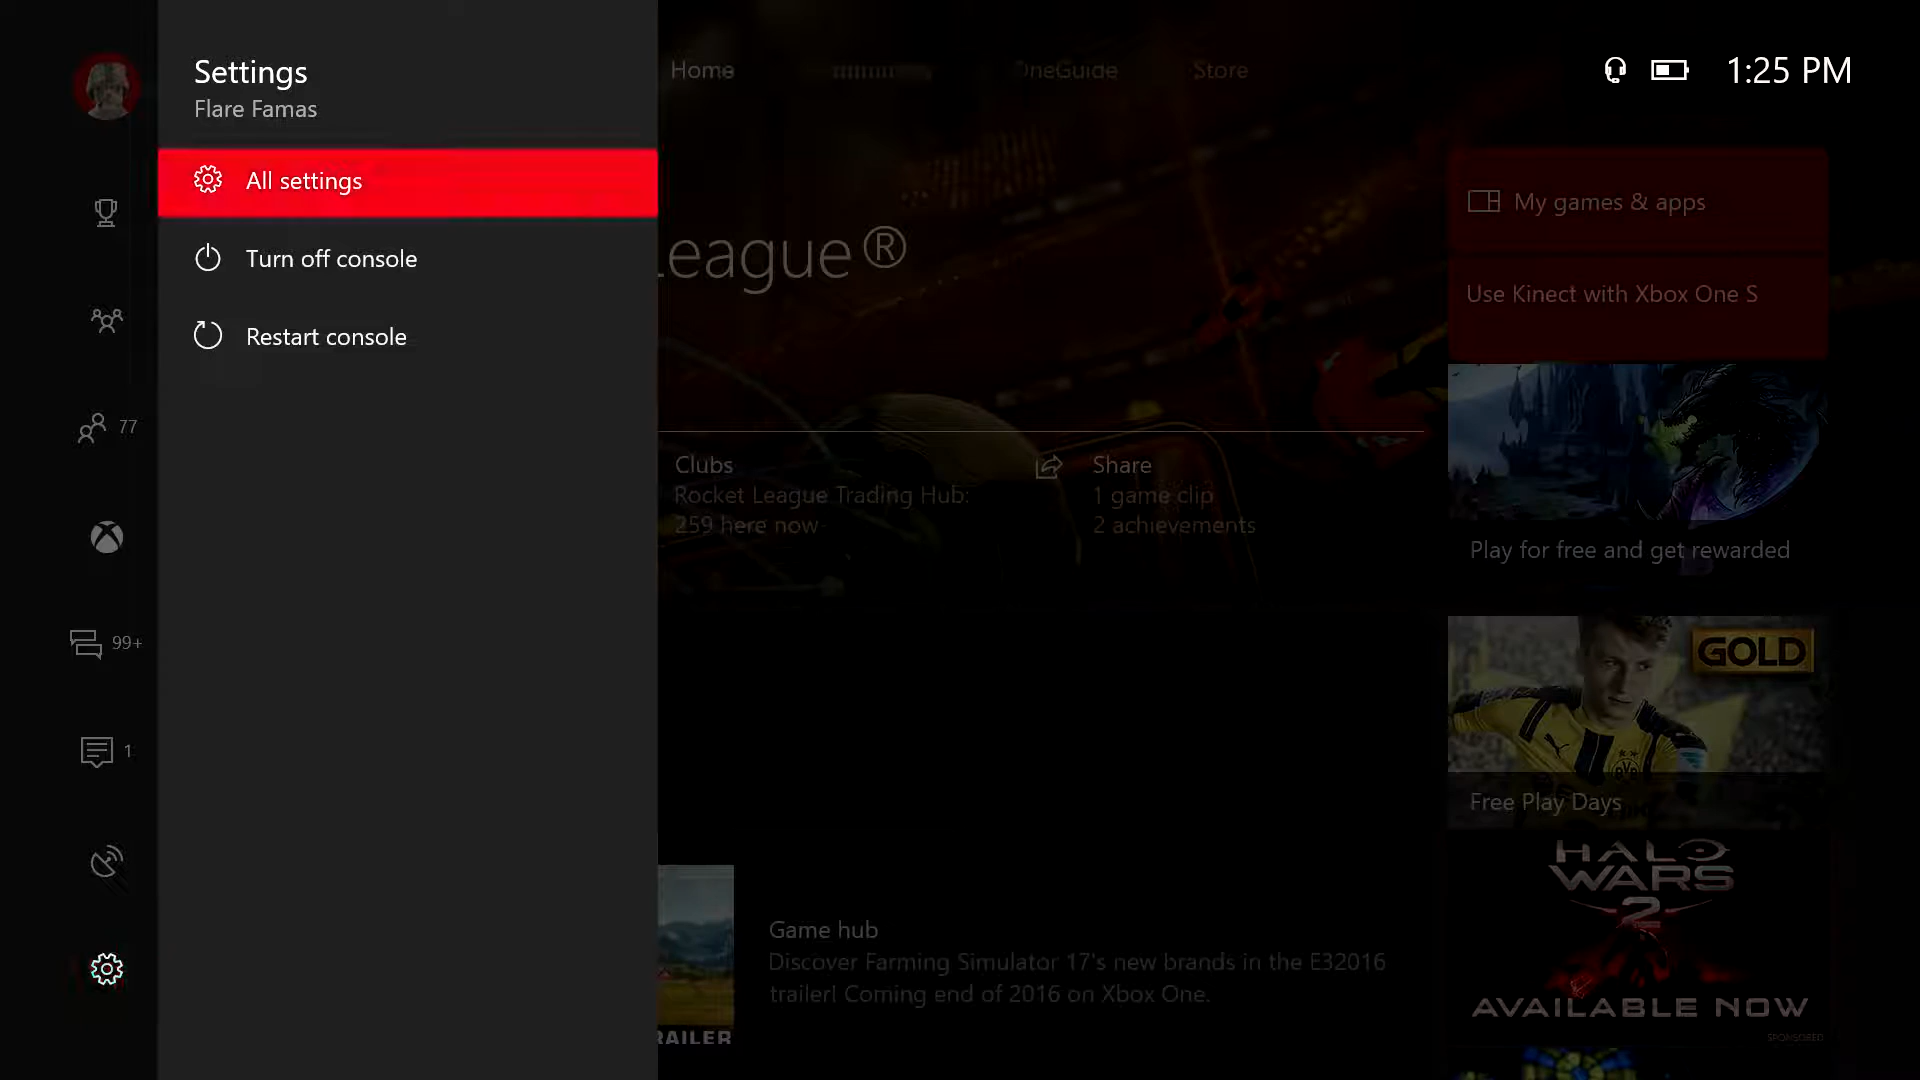 Settings
Flare Famas
All settings
Turn off console
Restart console
77
99+
1
Home
OneGuide
Store
1:25 PM
League®
Clubs
Rocket League Trading Hub:
259 here now
Share
1 game clip
2 achievements
Game hub
Discover Farming Simulator 17's new brands in the E32016
trailer! Coming end of 2016 on Xbox One.
RAILER
My games & apps
Use Kinect with Xbox One S
Play for free and get rewarded
GOLD
Free Play Days
HALO
WARS
2
AVAILABLE NOW
SPONSORED